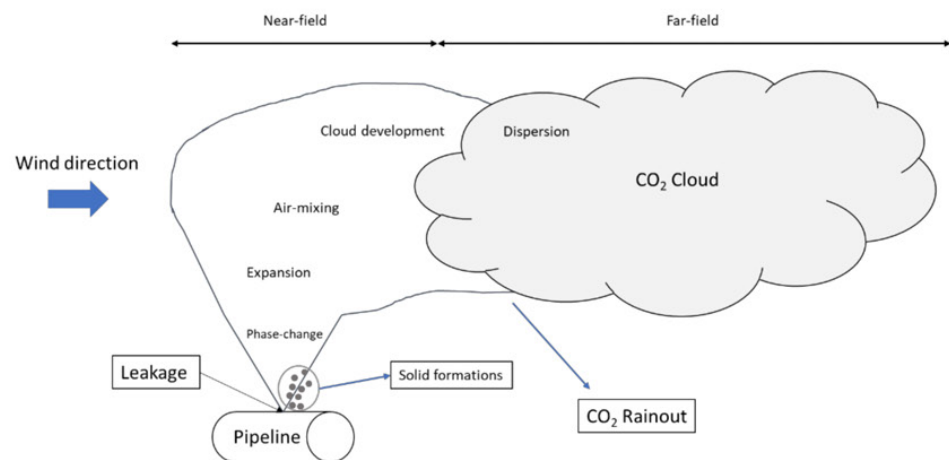 Near-field
Far-field
Cloud development
Dispersion
Wind direction
CO₂ Cloud
Air-mixing
Expansion
Phase-change
Leakage
Solid formations
CO₂ Rainout
Pipeline